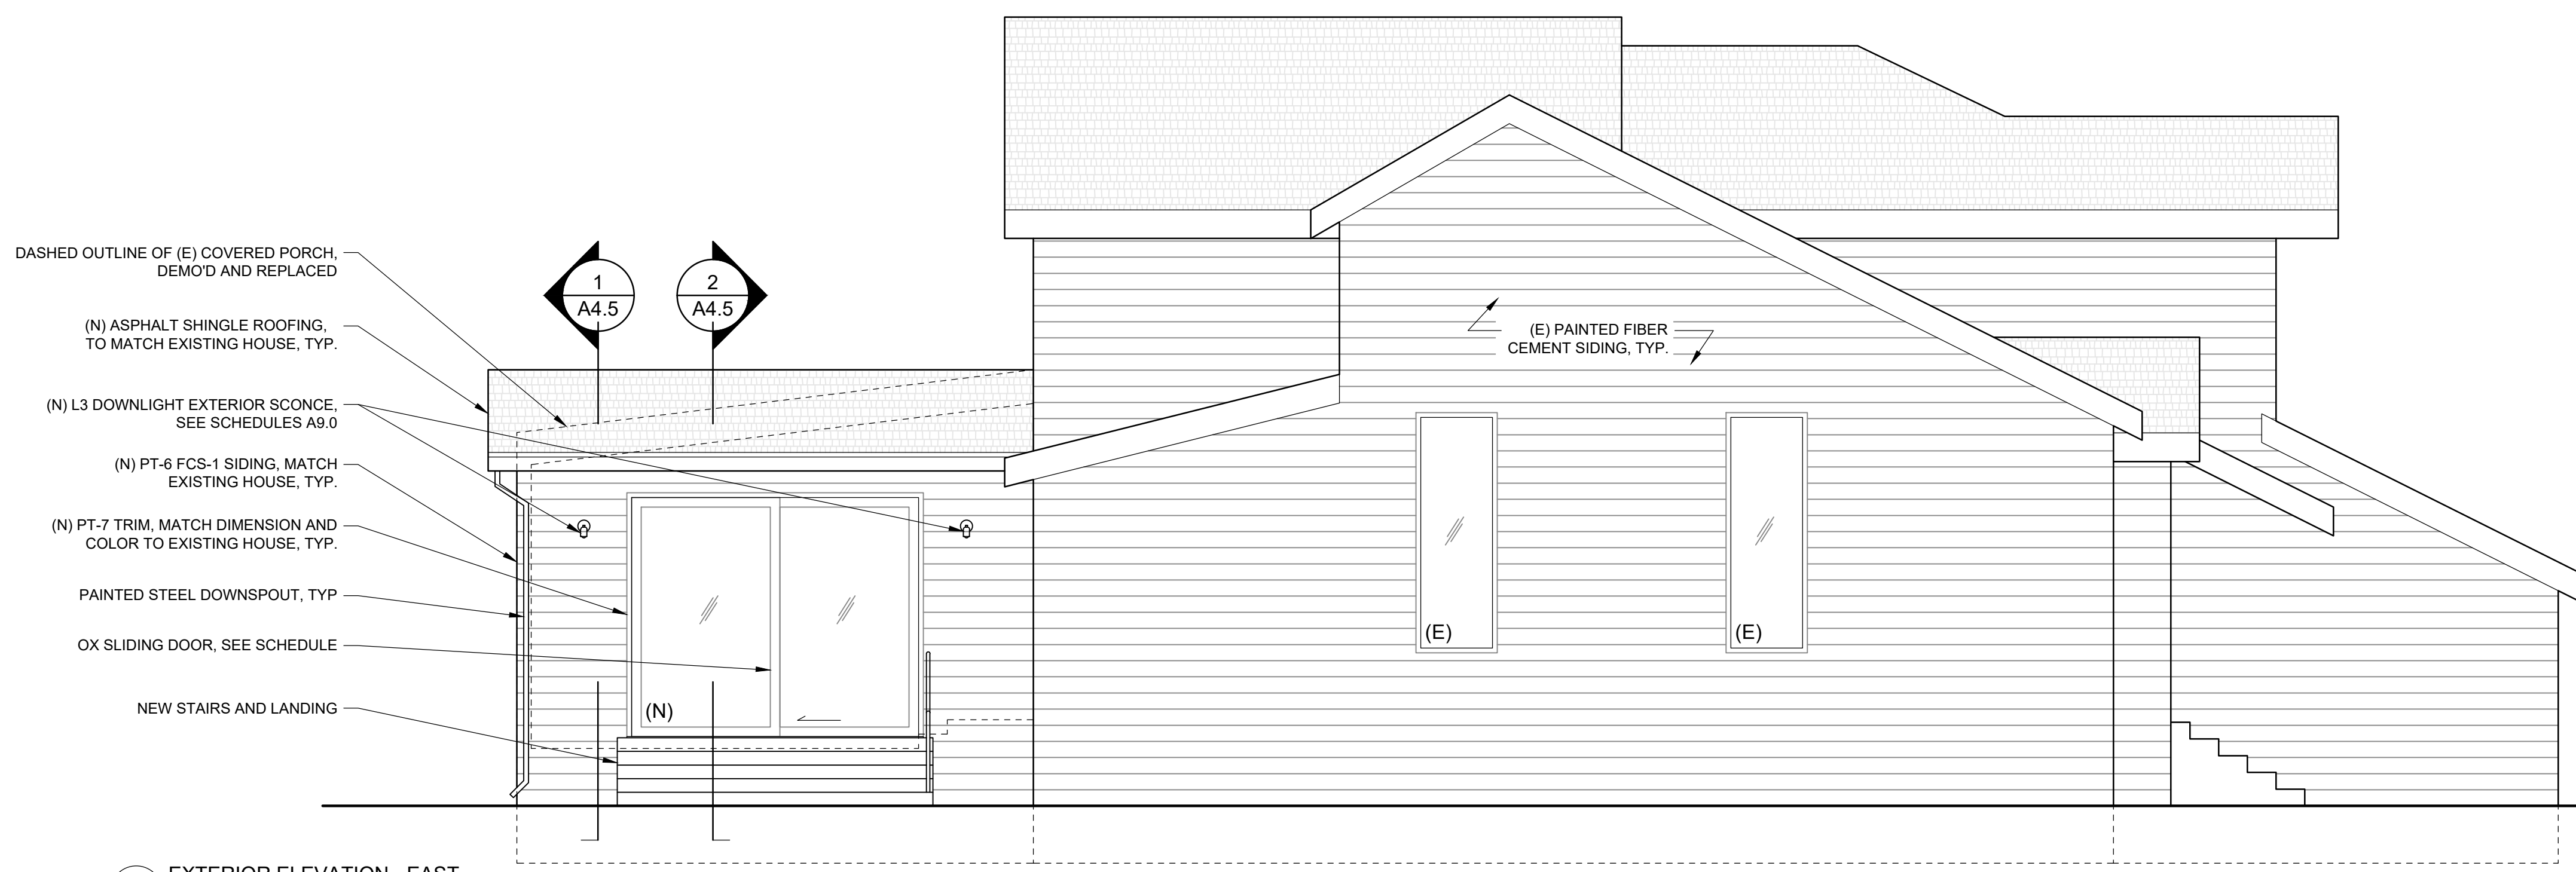 DASHED OUTLINE OF (E) COVERED PORCH,
DEMO'D AND REPLACED
(N) ASPHALT SHINGLE ROOFING,
TO MATCH EXISTING HOUSE, TYP.
(N) L3 DOWNLIGHT EXTERIOR SCONCE,
SEE SCHEDULES A9.0
(N) PT-6 FCS-1 SIDING, MATCH
EXISTING HOUSE, TYP.
(N) PT-7 TRIM, MATCH DIMENSION AND
COLOR TO EXISTING HOUSE, TYP.
PAINTED STEEL DOWNSPOUT, TYP
OX SLIDING DOOR, SEE SCHEDULE
NEW STAIRS AND LANDING
1
A4.5
2
A4.5
(E) PAINTED FIBER
CEMENT SIDING, TYP.
(N)
(E)
(E)
EXTERIOR ELEVATION - EAST